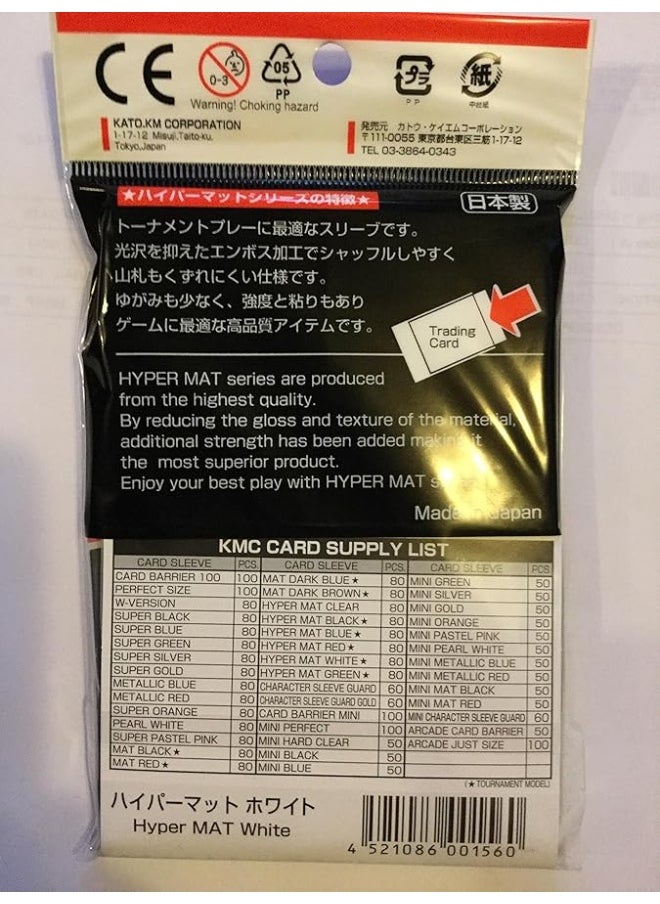 CE
0-3
05
PP
Warning! Choking hazard
プラ
PP
紙
中台紙
KATO.KM CORPORATION
1-17-12 Misuji,Taito-ku,
Tokyo,Japan
発売元 カトウ・ケイエムコーポレーション
〒111-0055 東京都台東区三筋1-17-12
TEL 03-3864-0343
★ハイパーマットシリーズの特徴★
日本製
トーナメントプレーに最適なスリーブです。
光沢を抑えたエンボス加工でシャッフルしやすく
山札もくずれにくい仕様です。
ゆがみも少なく、強度と粘りもあり
ゲームに最適な高品質アイテムです。
Trading
Card
HYPER MAT series are produced
from the highest quality.
By reducing the gloss and texture of the material,
additional strength has been added making it
the most superior product.
Enjoy your best play with HYPER MAT
Made in Japan
KMC CARD SUPPLY LIST
CARD SLEEVE PCS. CARD SLEEVE PCS. CARD SLEEVE PCS
CARD BARRIER 100 100 MAT DARK BLUE★ 80 MINI GREEN 50
PERFECT SIZE 100 MAT DARK BROWN★ 80 MINI SILVER 50
W-VERSION 80 HYPER MAT CLEAR 80 MINI GOLD 50
SUPER BLACK 80 HYPER MAT BLACK★ 80 MINI ORANGE 50
SUPER BLUE 80 HYPER MAT BLUE★ 80 MINI PASTEL PINK 50
SUPER GREEN 80 HYPER MAT RED★ 80 MINI PEARL WHITE 50
SUPER SILVER 80 HYPER MAT WHITE★ 80 MINI METALLIC BLUE 50
SUPER GOLD 80 HYPER MAT GREEN★ 80 MINI METALLIC RED 50
METALLIC BLUE 80 CHARACTER SLEEVE GUARD 60 MINI MAT BLACK 50
METALLIC RED 80 CHARACTER SLEEVE GUARD GOLD 60 MINI MAT RED 50
SUPER ORANGE 80 CARD BARRIER MINI 100 MINI CHARACTER SLEEVE GUARD 60
PEARL WHITE 80 MINI PERFECT 100 ARCADE CARD BARRIER 50
SUPER PASTEL PINK 80 MINI HARD CLEAR 50 ARCADE JUST SIZE 100
MAT BLACK★ 80 MINI BLACK 50
MAT RED★ 80 MINI BLUE 50
(★TOURNAMENT MODEL)
ハイパーマット ホワイト
Hyper MAT White
4 521086 001560